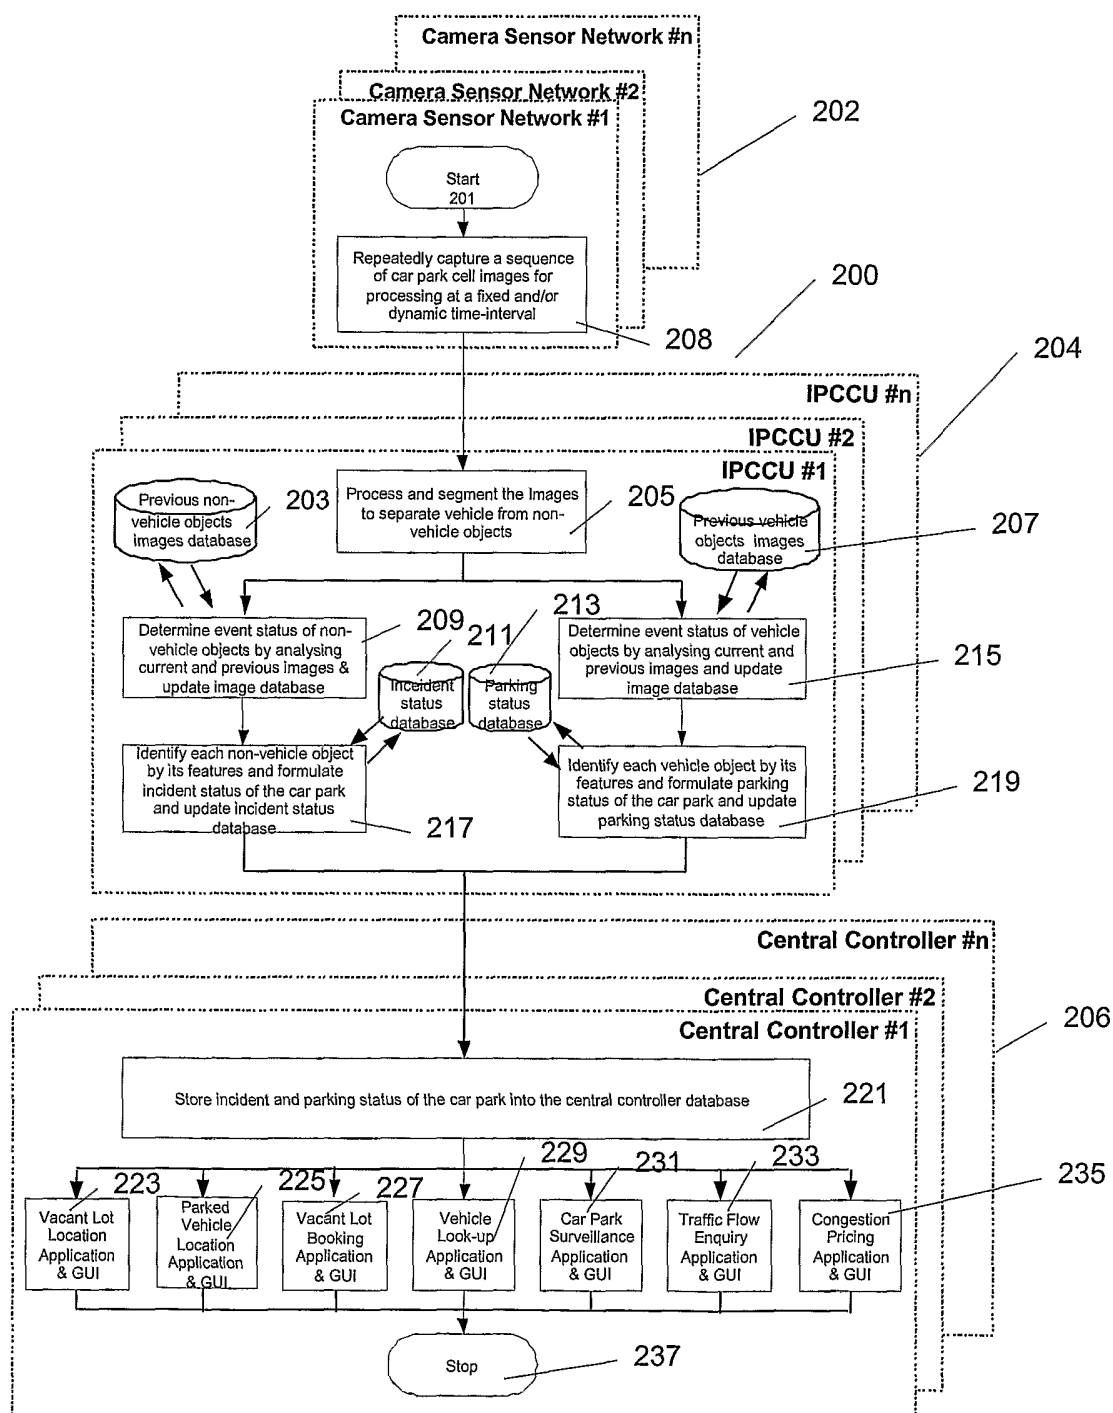 Camera Sensor Network #n
Camera Sensor Network #2
Camera Sensor Network #1
202
Start
201
Repeatedly capture a sequence
of car park cell images for
processing at a fixed and/or
dynamic time-interval
208
200
204
IPCCU #n
IPCCU #2
IPCCU #1
Previous non-
vehicle objects
images database
203
Process and segment the Images
to separate vehicle from non-
vehicle objects
205
Previous vehicle
objects images
database
207
Determine event status of non-
vehicle objects by analysing
current and previous images &
update image database
209
211
Inceident
status
database
213
Parking
status
database
Determine event status of vehicle
objects by analysing current and
previous images and update
image database
215
Identify each non-vehicle object
by its features and formulate
incident status of the car park
and update incident status
database
217
Identify each vehicle object by its
features and formulate parking
status of the car park and update
parking status database
219
Central Controller #n
Central Controller #2
Central Controller #1
206
Store incident and parking status of the car park into the central controller database
221
223
Vacant Lot
Location
Application
& GUI
225
Parked
Vehicle
Location
Application
& GUI
227
Vacant Lot
Booking
Application
& GUI
229
Vehicle
Look-up
Application
& GUI
231
Car Park
Surveillance
Application
& GUI
233
Traffic Flow
Enquiry
Application
& GUI
235
Congestion
Pricing
Application
& GUI
Stop
237